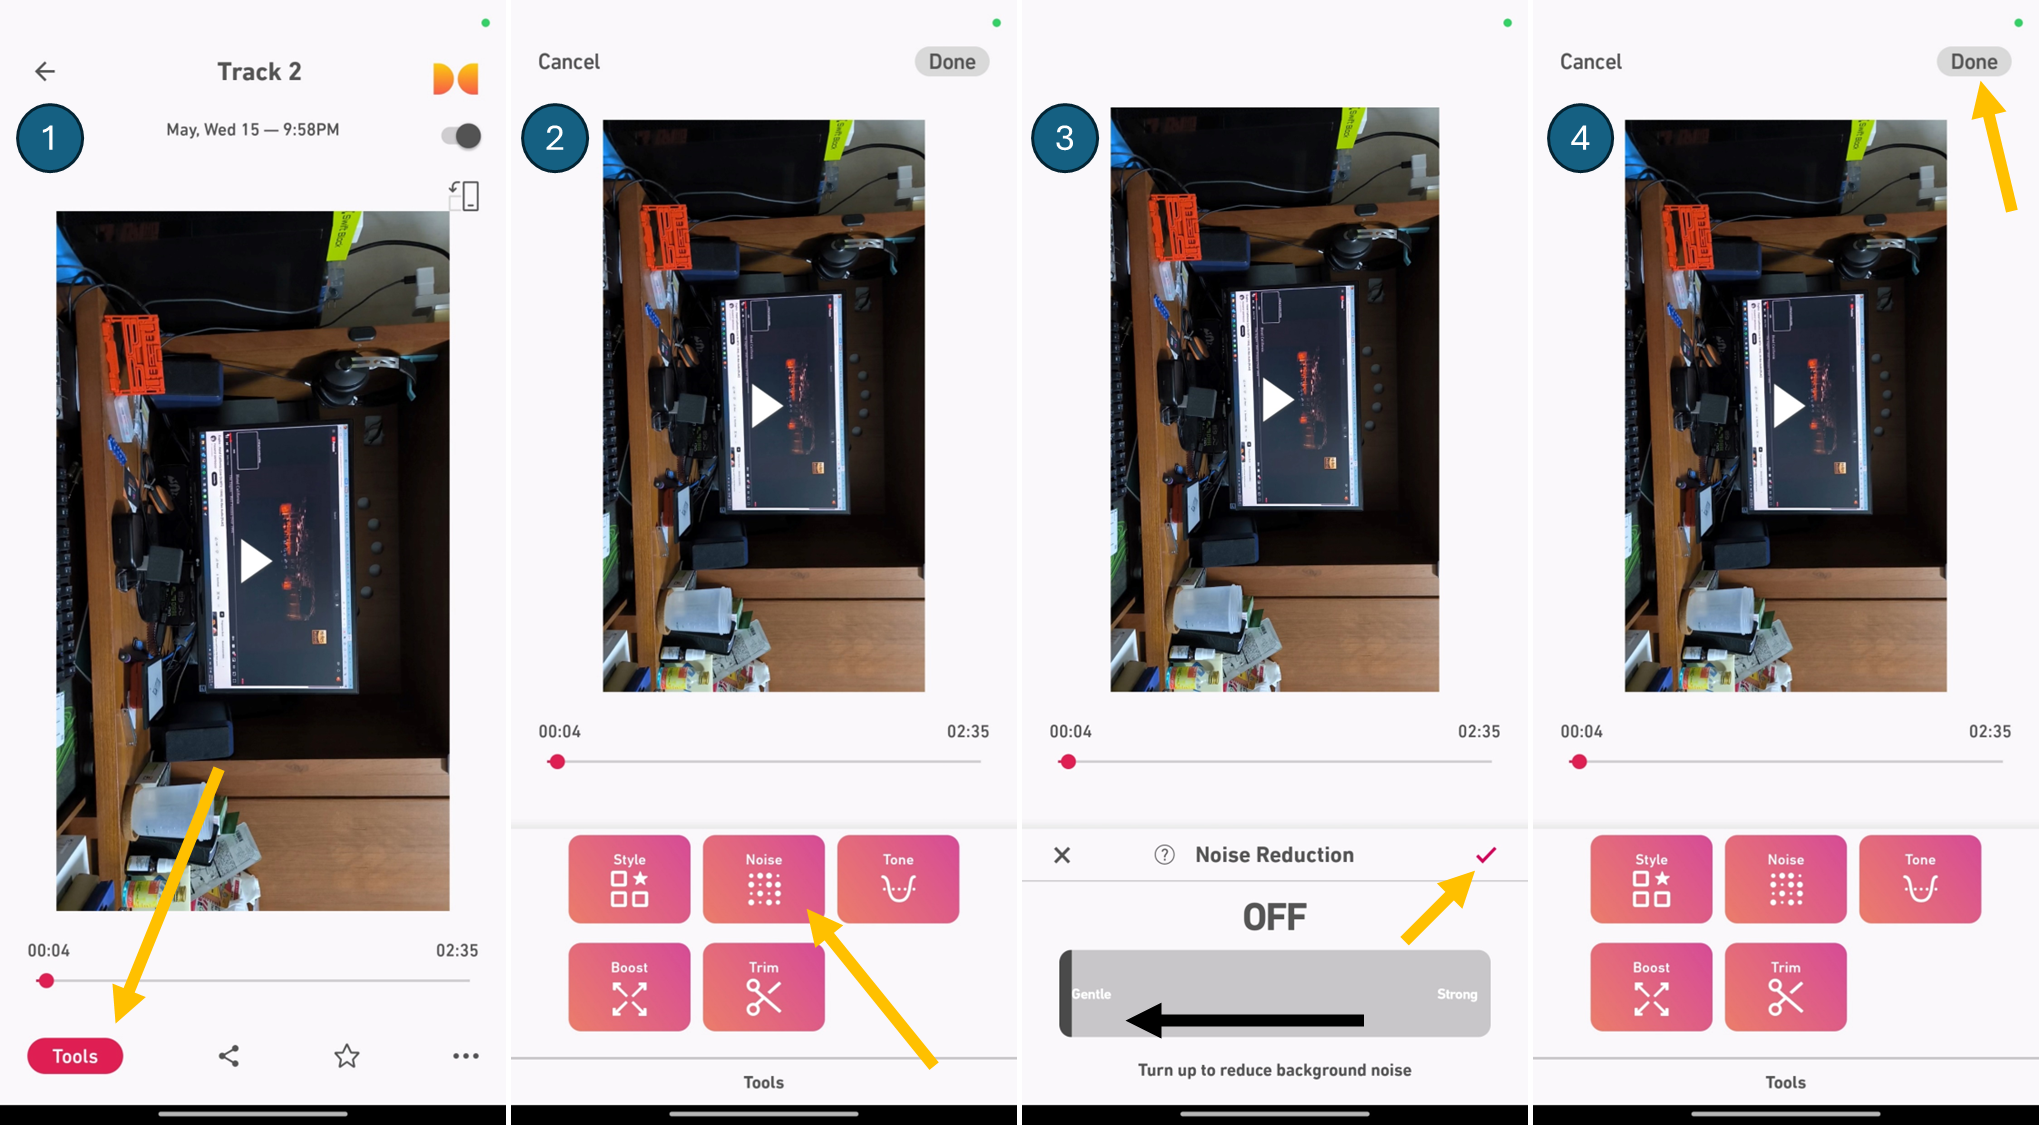 1
Track 2
May, Wed 15 — 9:58PM
Swift Book
00:04
02:35
Tools
2
Cancel
Done
00:04
02:35
Style
Noise
Tone
Boost
Trim
Tools
3
00:04
02:35
Noise Reduction
OFF
Gentle
Strong
Turn up to reduce background noise
4
Cancel
Done
00:04
02:35
Style
Noise
Tone
Boost
Trim
Tools